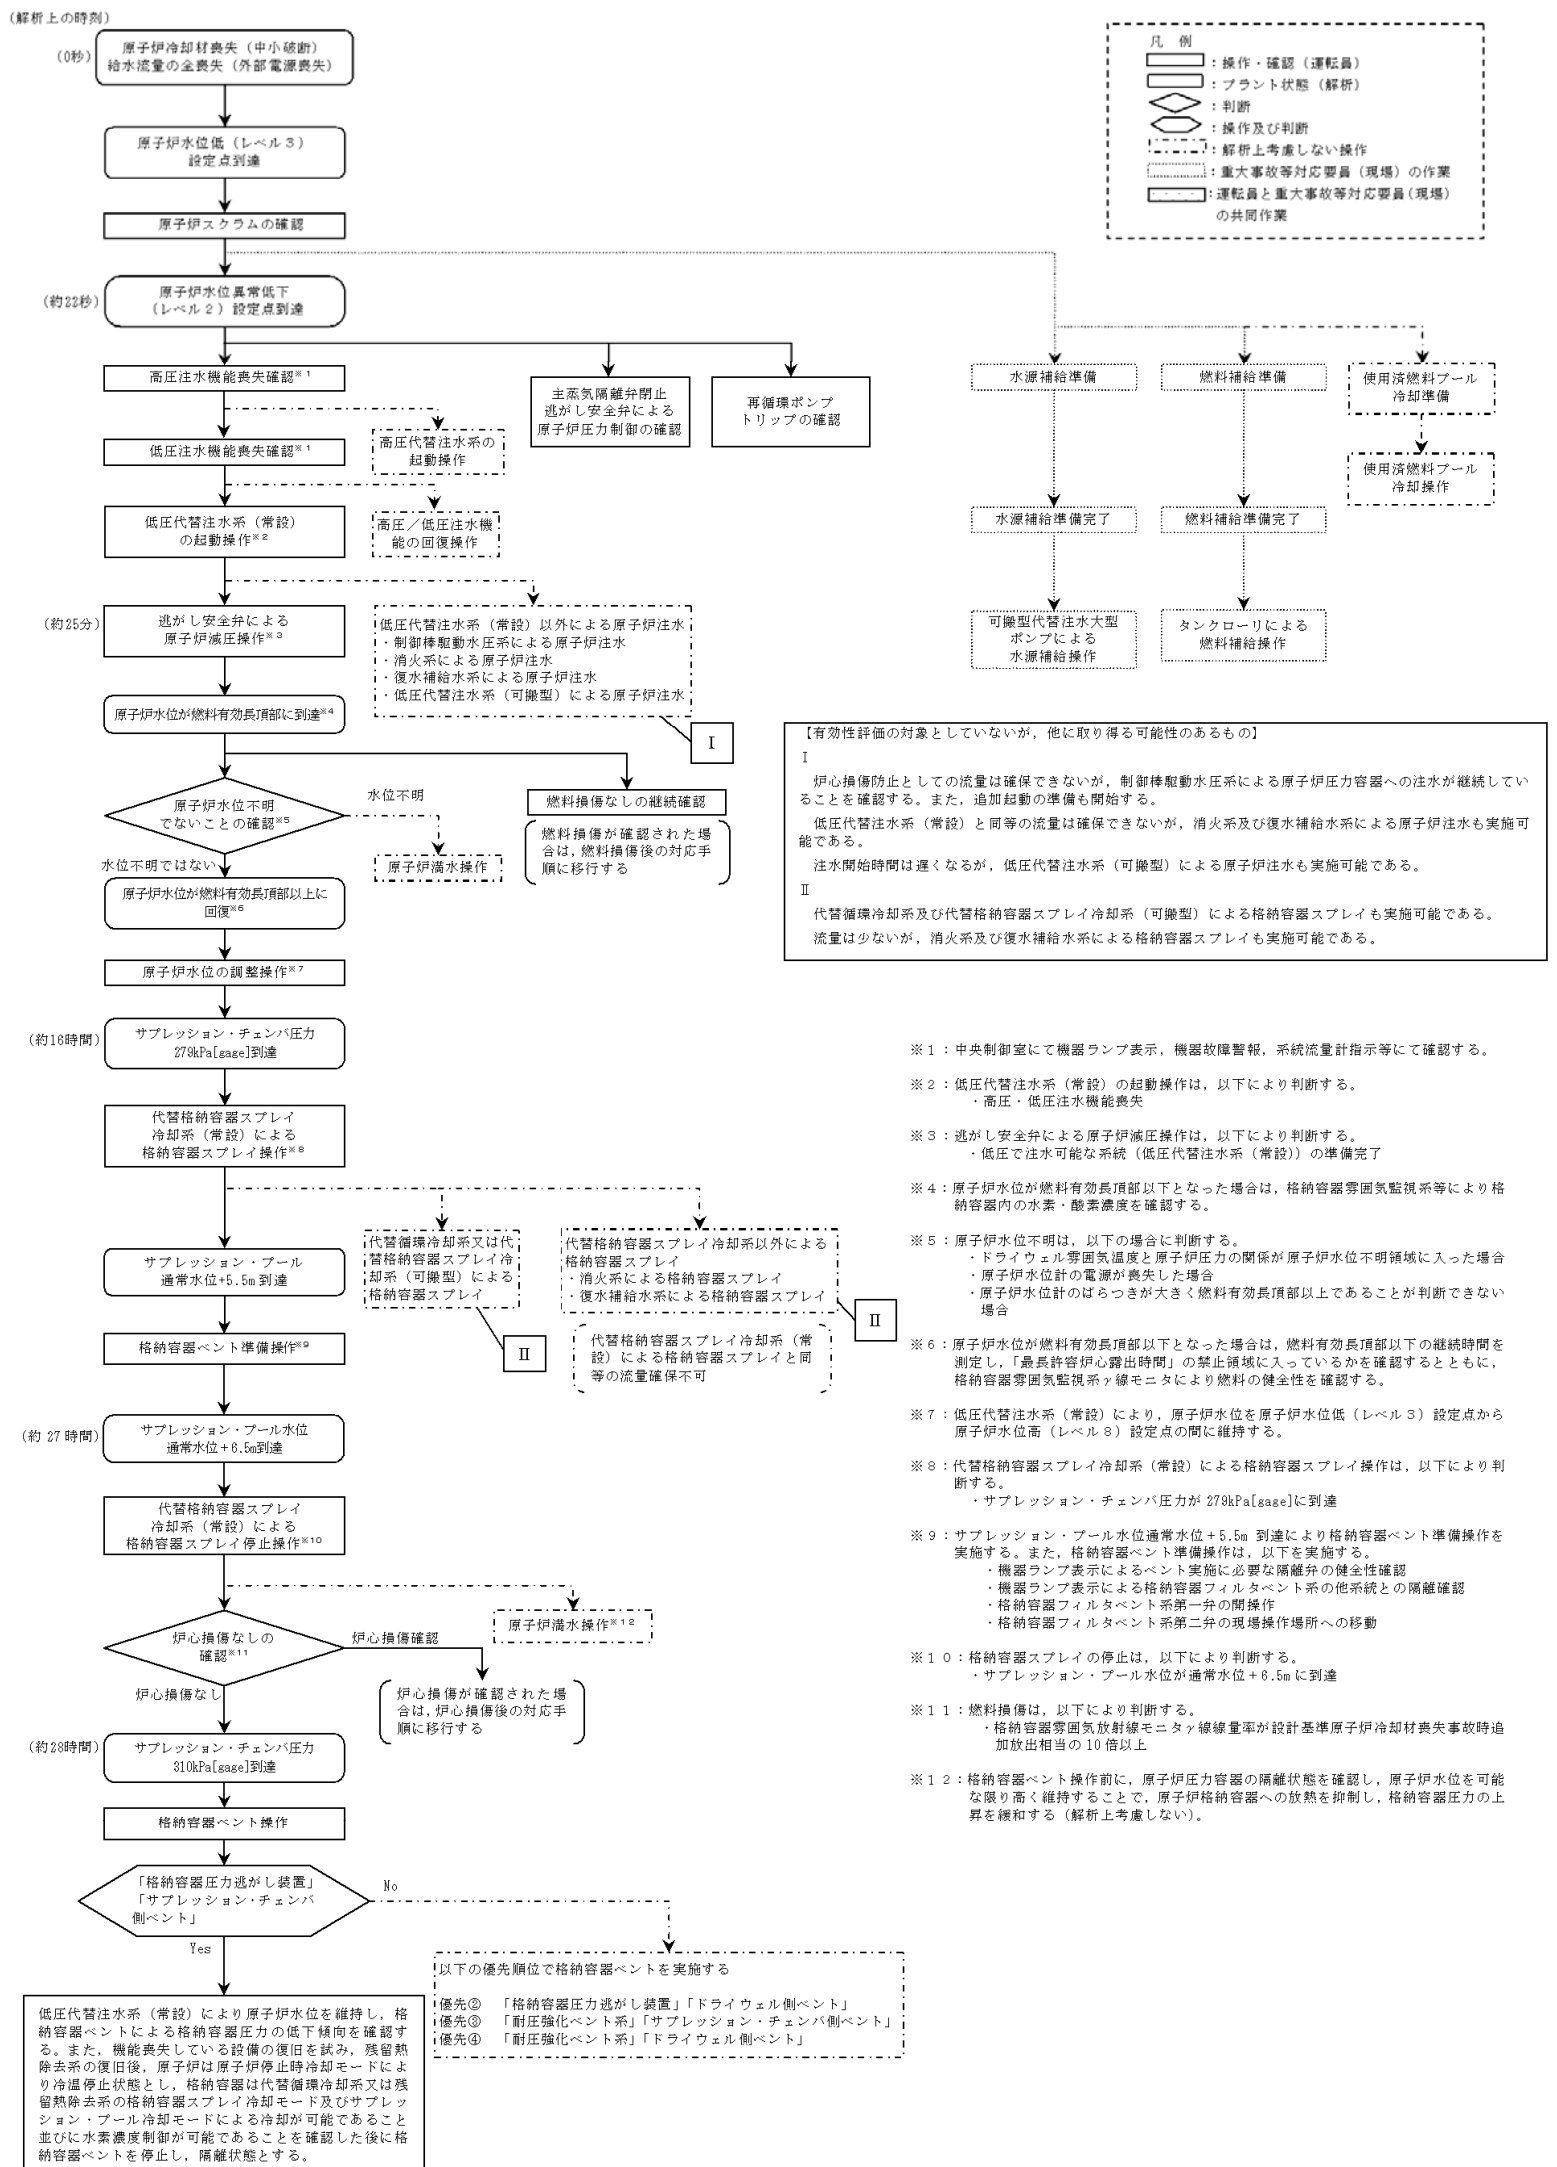 (解析上の時刻)
(0秒)
原子炉冷却材喪失(中小破断)
給水流量の全喪失(外部電源喪失)
原子炉水位低(レベル3)
設定点到達
原子炉スクラムの確認
(約22秒)
原子炉水位異常低下
(レベル2)設定点到達
高圧注水機能喪失確認※1
主蒸気隔離弁閉止
逃がし安全弁による
原子炉圧力制御の確認
再循環ポンプ
トリップの確認
高圧代替注水系の
起動操作
低圧注水機能喪失確認※1
高圧/低圧注水機
能の回復操作
低圧代替注水系(常設)
の起動操作※2
(約25分)
逃がし安全弁による
原子炉減圧操作※3
低圧代替注水系(常設)以外による原子炉注水
・制御棒駆動水圧系による原子炉注水
・消火系による原子炉注水
・復水補給水系による原子炉注水
・低圧代替注水系(可搬型)による原子炉注水
Ⅰ
原子炉水位が燃料有効長頂部に到達※4
原子炉水位不明
でないことの確認※5
水位不明
原子炉満水操作
燃料損傷なしの継続確認
燃料損傷が確認された場
合は,燃料損傷後の対応手
順に移行する
水位不明ではない
原子炉水位が燃料有効長頂部以上に
回復※6
原子炉水位の調整操作※7
(約16時間)
サプレッション・チェンバ圧力
279kPa[gage]到達
代替格納容器スプレイ
冷却系(常設)による
格納容器スプレイ操作※8
代替循環冷却系又は代
替格納容器スプレイ冷
却系(可搬型)による
格納容器スプレイ
Ⅱ
代替格納容器スプレイ冷却系以外による
格納容器スプレイ
・消火系による格納容器スプレイ
・復水補給水系による格納容器スプレイ
Ⅱ
代替格納容器スプレイ冷却系(常
設)による格納容器スプレイと同
等の流量確保不可
サプレッション・プール
通常水位+5.5m到達
格納容器ベント準備操作※9
(約 27 時間)
サプレッション・プール水位
通常水位+6.5m到達
代替格納容器スプレイ
冷却系(常設)による
格納容器スプレイ停止操作※10
原子炉満水操作※12
炉心損傷なしの
確認※11
炉心損傷確認
炉心損傷が確認された場
合は,炉心損傷後の対応手
順に移行する
炉心損傷なし
(約28時間)
サプレッション・チェンバ圧力
310kPa[gage]到達
格納容器ベント操作
「格納容器圧力逃がし装置」
「サプレッション・チェンバ
側ベント」
No
Yes
以下の優先順位で格納容器ベントを実施する
優先② 「格納容器圧力逃がし装置」「ドライウェル側ベント」
優先③ 「耐圧強化ベント系」「サプレッション・チェンバ側ベント」
優先④ 「耐圧強化ベント系」「ドライウェル側ベント」
低圧代替注水系(常設)により原子炉水位を維持し,格
納容器ベントによる格納容器圧力の低下傾向を確認す
る。また,機能喪失している設備の復旧を試み,残留熱
除去系の復旧後,原子炉は原子炉停止時冷却モードによ
り冷温停止状態とし,格納容器は代替循環冷却系又は残
留熱除去系の格納容器スプレイ冷却モード及びサプレッ
ション・プール冷却モードによる冷却が可能であること
並びに水素濃度制御が可能であることを確認した後に格
納容器ベントを停止し,隔離状態とする。
凡 例
:操作・確認(運転員)
:プラント状態(解析)
:判断
:操作及び判断
:解析上考慮しない操作
:重大事故等対応要員(現場)の作業
:運転員と重大事故等対応要員(現場)
の共同作業
水源補給準備
燃料補給準備
使用済燃料プール
冷却準備
使用済燃料プール
冷却操作
水源補給準備完了
燃料補給準備完了
可搬型代替注水大型
ポンプによる
水源補給操作
タンクローリによる
燃料補給操作
【有効性評価の対象としていないが,他に取り得る可能性のあるもの】
Ⅰ
炉心損傷防止としての流量は確保できないが,制御棒駆動水圧系による原子炉圧力容器への注水が継続してい
ることを確認する。また,追加起動の準備も開始する。
低圧代替注水系(常設)と同等の流量は確保できないが,消火系及び復水補給水系による原子炉注水も実施可
能である。
注水開始時間は遅くなるが,低圧代替注水系(可搬型)による原子炉注水も実施可能である。
Ⅱ
代替循環冷却系及び代替格納容器スプレイ冷却系(可搬型)による格納容器スプレイも実施可能である。
流量は少ないが,消火系及び復水補給水系による格納容器スプレイも実施可能である。
※1:中央制御室にて機器ランプ表示,機器故障警報,系統流量計指示等にて確認する。
※2:低圧代替注水系(常設)の起動操作は,以下により判断する。
・高圧・低圧注水機能喪失
※3:逃がし安全弁による原子炉減圧操作は,以下により判断する。
・低圧で注水可能な系統(低圧代替注水系(常設))の準備完了
※4:原子炉水位が燃料有効長頂部以下となった場合は,格納容器雰囲気監視系等により格
納容器内の水素・酸素濃度を確認する。
※5:原子炉水位不明は,以下の場合に判断する。
・ドライウェル雰囲気温度と原子炉圧力の関係が原子炉水位不明領域に入った場合
・原子炉水位計の電源が喪失した場合
・原子炉水位計のばらつきが大きく燃料有効長頂部以上であることが判断できない
場合
※6:原子炉水位が燃料有効長頂部以下となった場合は,燃料有効長頂部以下の継続時間を
測定し,「最長許容炉心露出時間」の禁止領域に入っているかを確認するとともに,
格納容器雰囲気監視系γ線モニタにより燃料の健全性を確認する。
※7:低圧代替注水系(常設)により,原子炉水位を原子炉水位低(レベル3)設定点から
原子炉水位高(レベル8)設定点の間に維持する。
※8:代替格納容器スプレイ冷却系(常設)による格納容器スプレイ操作は,以下により判
断する。
・サプレッション・チェンバ圧力が 279kPa[gage]に到達
※9:サプレッション・プール水位通常水位+5.5m 到達により格納容器ベント準備操作を
実施する。また,格納容器ベント準備操作は,以下を実施する。
・機器ランプ表示によるベント実施に必要な隔離弁の健全性確認
・機器ランプ表示による格納容器フィルタベント系の他系統との隔離確認
・格納容器フィルタベント系第一弁の開操作
・格納容器フィルタベント系第二弁の現場操作場所への移動
※10:格納容器スプレイの停止は,以下により判断する。
・サプレッション・プール水位が通常水位+6.5m に到達
※11:燃料損傷は,以下により判断する。
・格納容器雰囲気放射線モニタγ線線量率が設計基準原子炉冷却材喪失事故時追
加放出相当の 10 倍以上
※12:格納容器ベント操作前に,原子炉圧力容器の隔離状態を確認し,原子炉水位を可能
な限り高く維持することで,原子炉格納容器への放熱を抑制し,格納容器圧力の上
昇を緩和する(解析上考慮しない)。